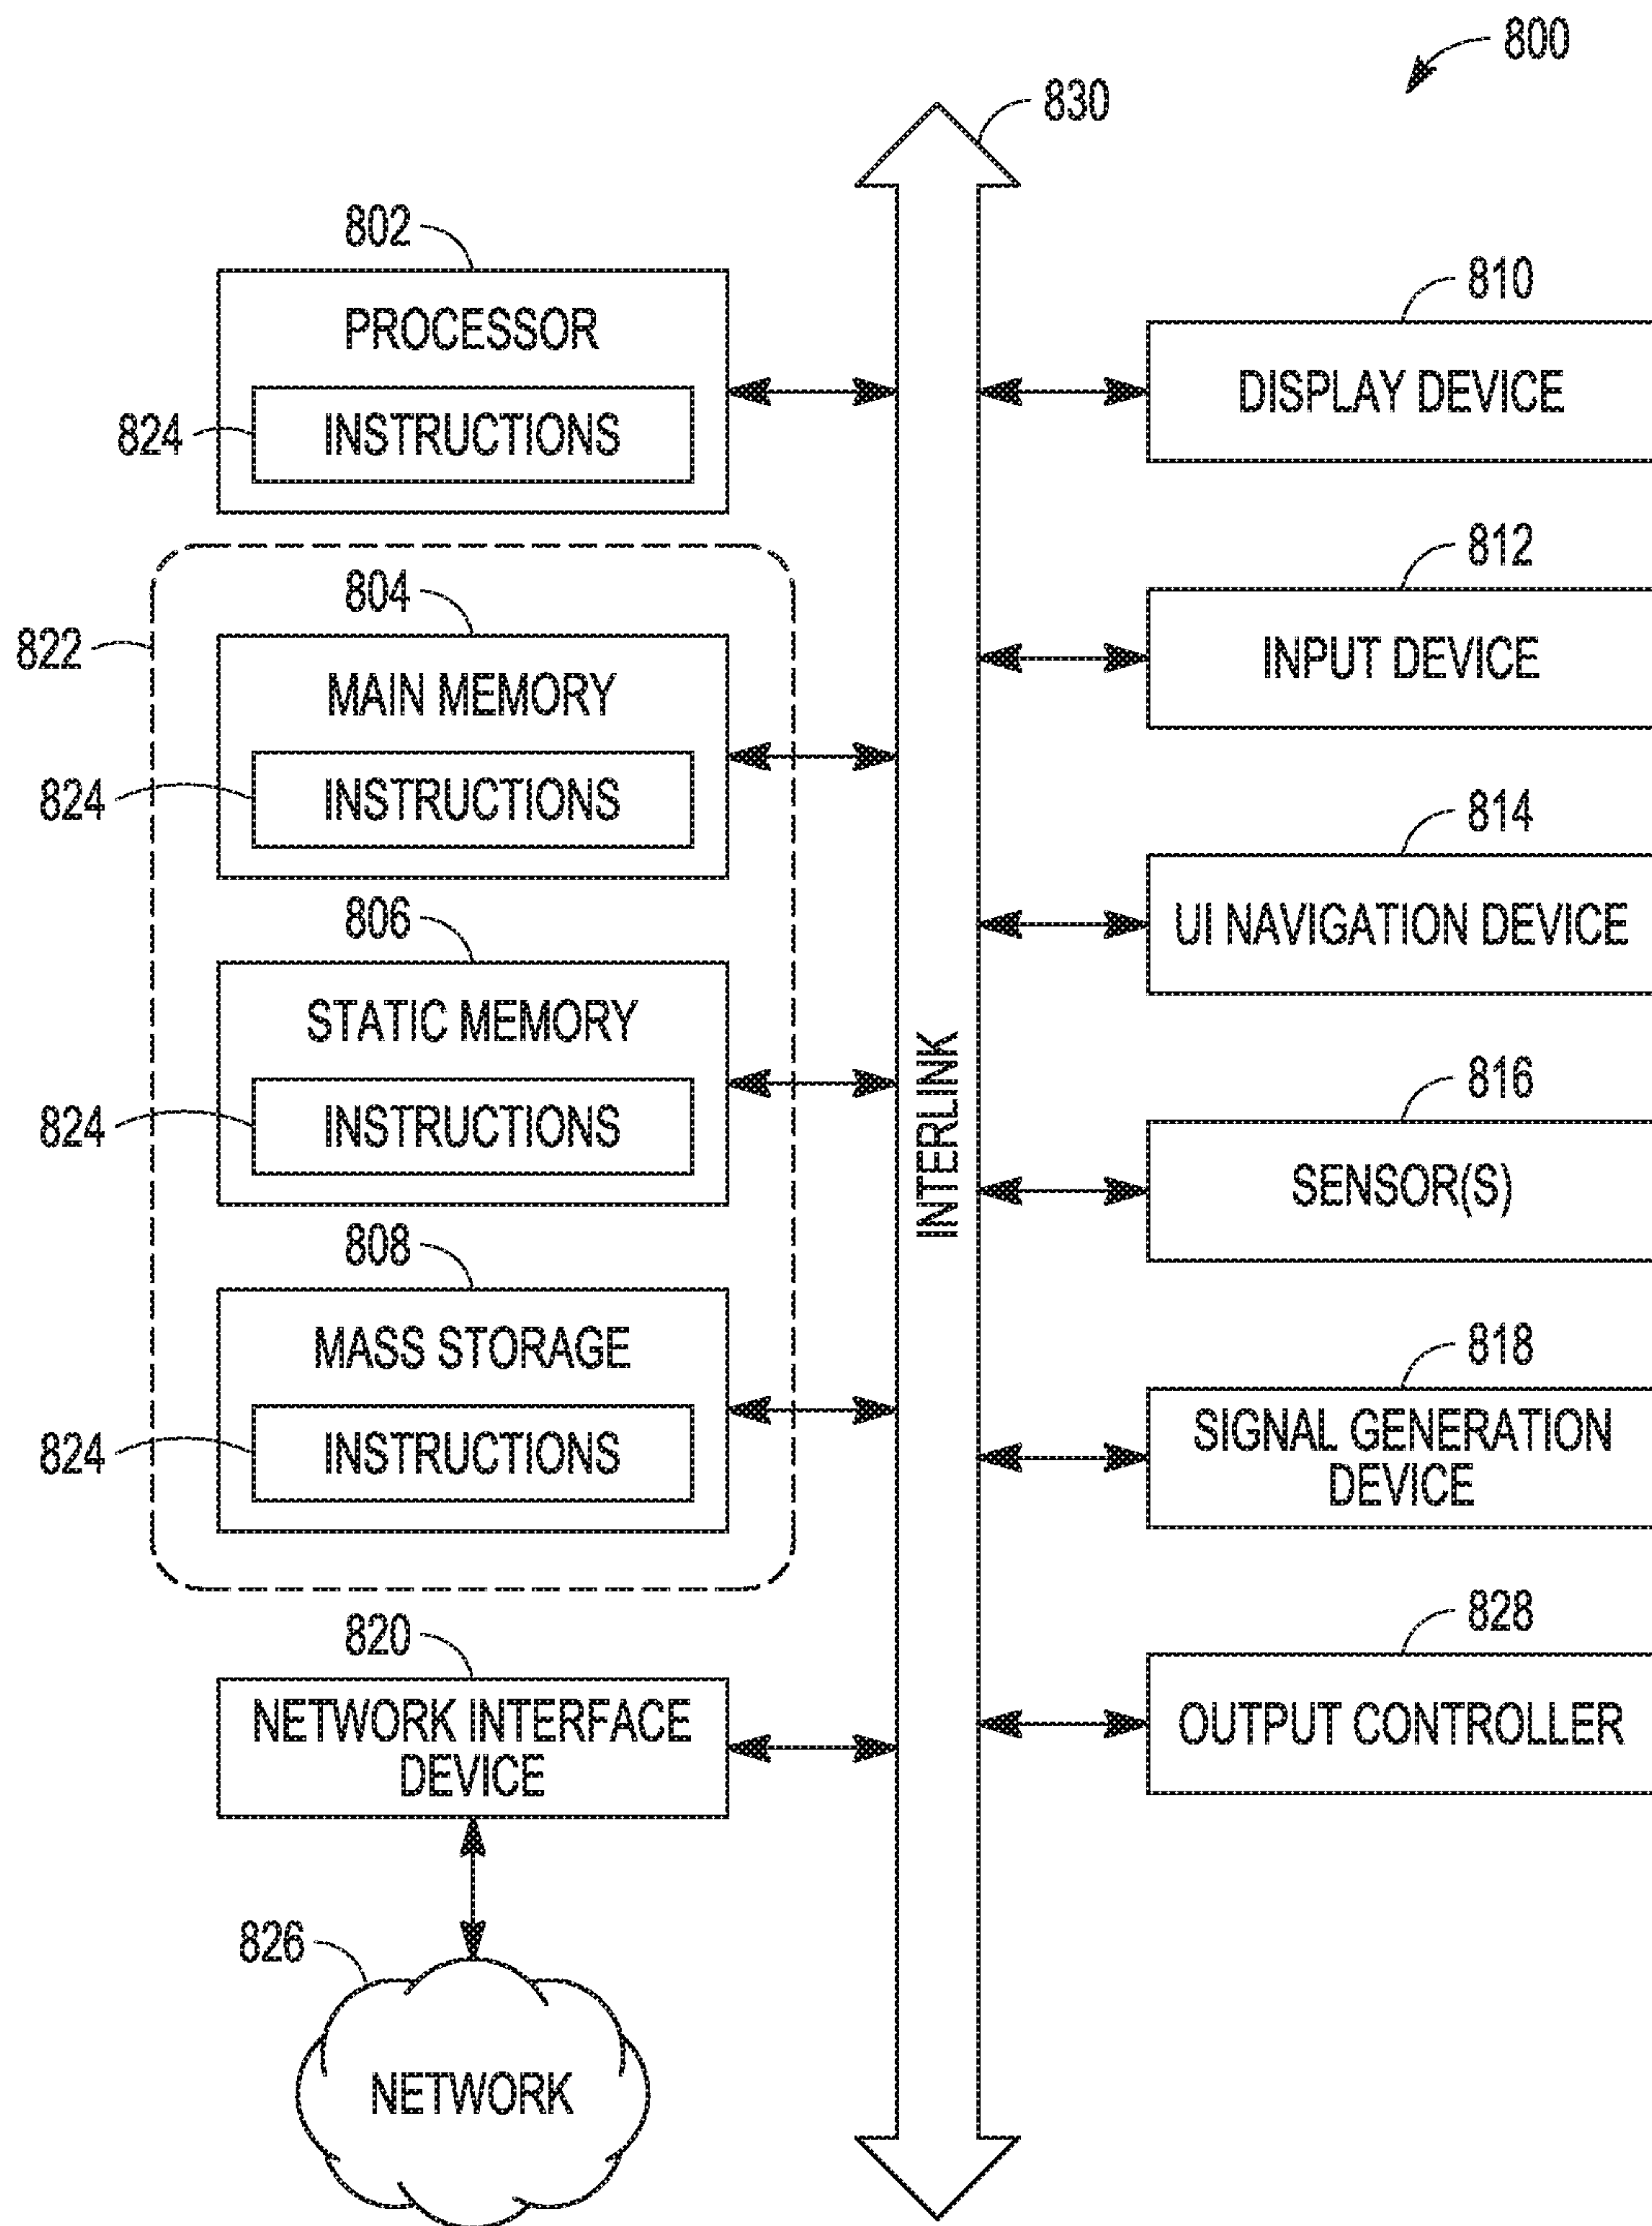 800
830
802
PROCESSOR
824
INSTRUCTIONS
822
804
MAIN MEMORY
824
INSTRUCTIONS
806
STATIC MEMORY
824
INSTRUCTIONS
808
MASS STORAGE
824
INSTRUCTIONS
820
NETWORK INTERFACE
DEVICE
826
NETWORK
INTERLINK
810
DISPLAY DEVICE
812
INPUT DEVICE
814
UI NAVIGATION DEVICE
816
SENSOR(S)
818
SIGNAL GENERATION
DEVICE
828
OUTPUT CONTROLLER